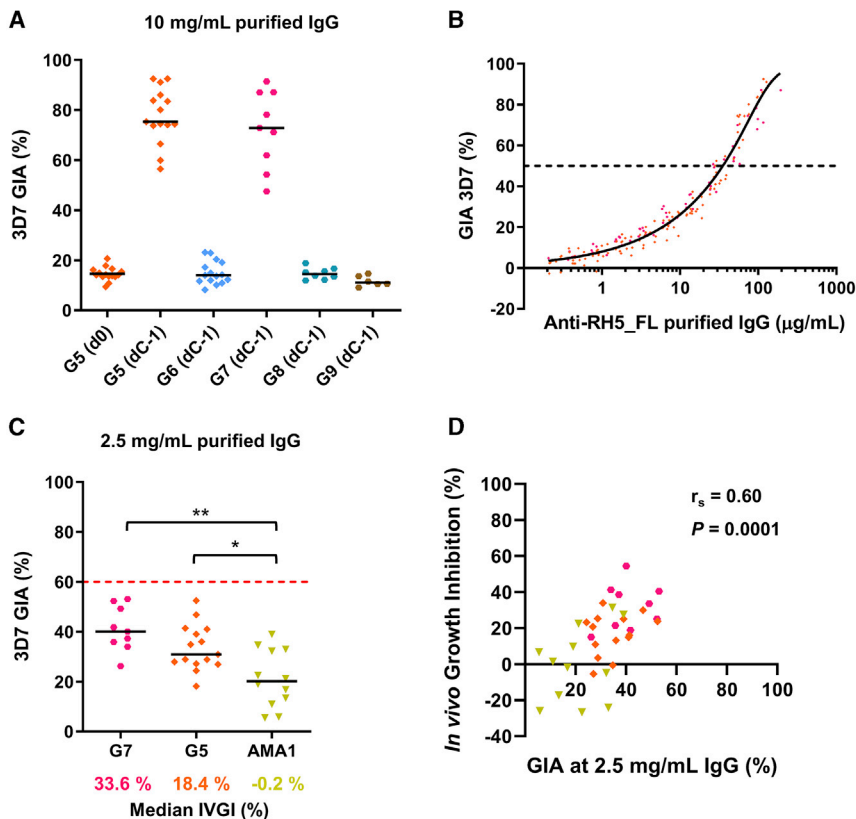 A
10 mg/mL purified IgG
3D7 GIA (%)
100
80
60
40
20
0
G5 (d0)
G5 (dC-1)
G6 (dC-1)
G7 (dC-1)
G8 (dC-1)
G9 (dC-1)
B
GIA 3D7 (%)
100
80
60
40
20
0
-20
1
10
100
1000
Anti-RH5_FL purified IgG (μg/mL)
C
2.5 mg/mL purified IgG
3D7 GIA (%)
100
80
60
40
20
0
**
*
G7
G5
AMA1
33.6 %
18.4 %
-0.2 %
Median IVGI (%)
D
In vivo Growth Inhibition (%)
100
80
60
40
20
0
-20
-40
20
40
60
80
100
rs = 0.60
P = 0.0001
GIA at 2.5 mg/mL IgG (%)